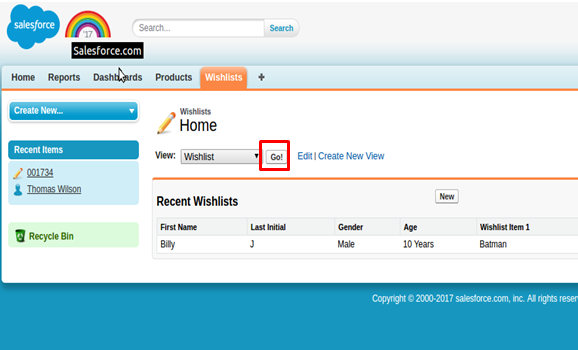 salesforce
'17
Search...
Search
Salesforce.com
Home Reports Dashboards Products Wishlists +
Create New...
Wishlists
Home
Recent Items
001734
Thomas Wilson
View: Wishlist Go! Edit | Create New View
Recent Wishlists New
First Name Last Initial Gender Age Wishlist Item 1
Billy J Male 10 Years Batman
Recycle Bin
Copyright © 2000-2017 salesforce.com, inc. All rights reser